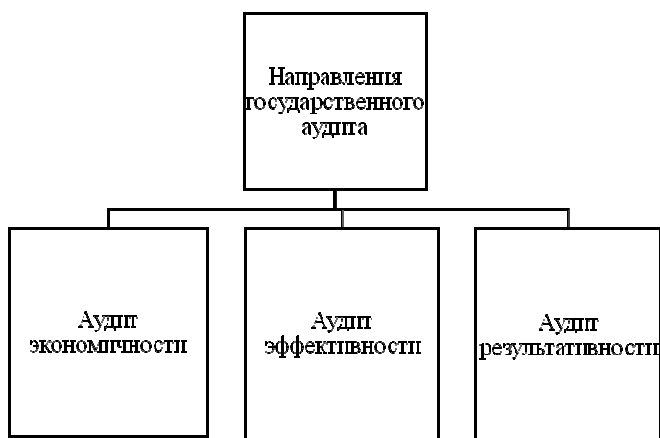 Направления
государственного
аудита
Аудит
экономичности
Аудит
эффективности
Аудит
результативности